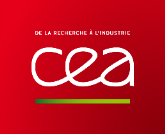 DE LA RECHERCHE À L'INDUSTRIE
cea